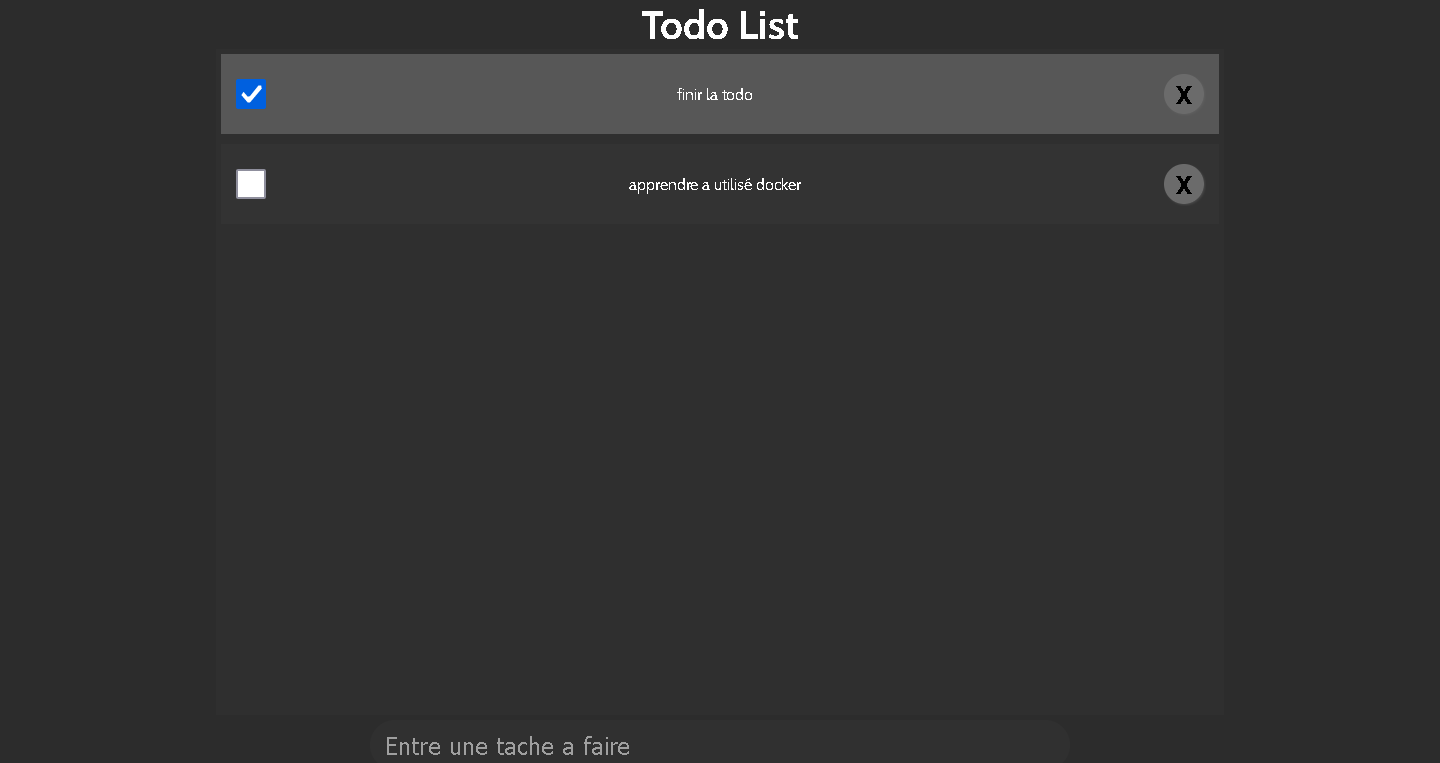 Todo List
finir la todo
X
apprendre a utilisé docker
X
Entre une tache a faire